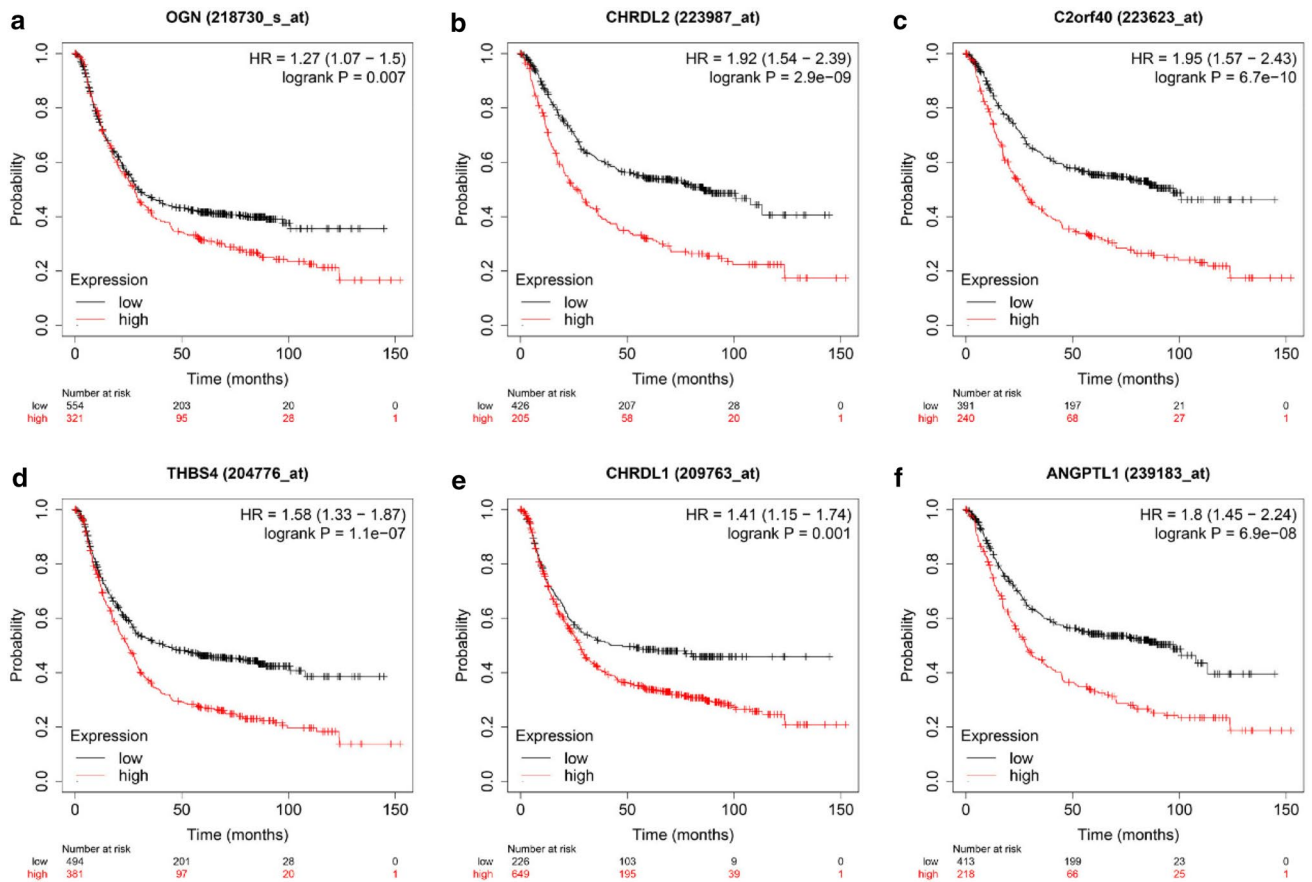 a
OGN (218730_s_at)
HR = 1.27 (1.07 − 1.5)
logrank P = 0.007
Probability
1.0
0.8
0.6
0.4
0.2
0.0
Expression
low
high
0 50 100 150
Time (months)
Number at risk
low 554 203 20 0
high 321 95 28 1
b
CHRDL2 (223987_at)
HR = 1.92 (1.54 − 2.39)
logrank P = 2.9e−09
Probability
1.0
0.8
0.6
0.4
0.2
0.0
Expression
low
high
0 50 100 150
Time (months)
Number at risk
low 426 207 28 0
high 205 58 20 1
c
C2orf40 (223623_at)
HR = 1.95 (1.57 − 2.43)
logrank P = 6.7e−10
Probability
1.0
0.8
0.6
0.4
0.2
0.0
Expression
low
high
0 50 100 150
Time (months)
Number at risk
low 391 197 21 0
high 240 68 27 1
d
THBS4 (204776_at)
HR = 1.58 (1.33 − 1.87)
logrank P = 1.1e−07
Probability
1.0
0.8
0.6
0.4
0.2
0.0
Expression
low
high
0 50 100 150
Time (months)
Number at risk
low 494 201 28 0
high 381 97 20 1
e
CHRDL1 (209763_at)
HR = 1.41 (1.15 − 1.74)
logrank P = 0.001
Probability
1.0
0.8
0.6
0.4
0.2
0.0
Expression
low
high
0 50 100 150
Time (months)
Number at risk
low 226 103 9 0
high 649 195 39 1
f
ANGPTL1 (239183_at)
HR = 1.8 (1.45 − 2.24)
logrank P = 6.9e−08
Probability
1.0
0.8
0.6
0.4
0.2
0.0
Expression
low
high
0 50 100 150
Time (months)
Number at risk
low 413 199 23 0
high 218 66 25 1